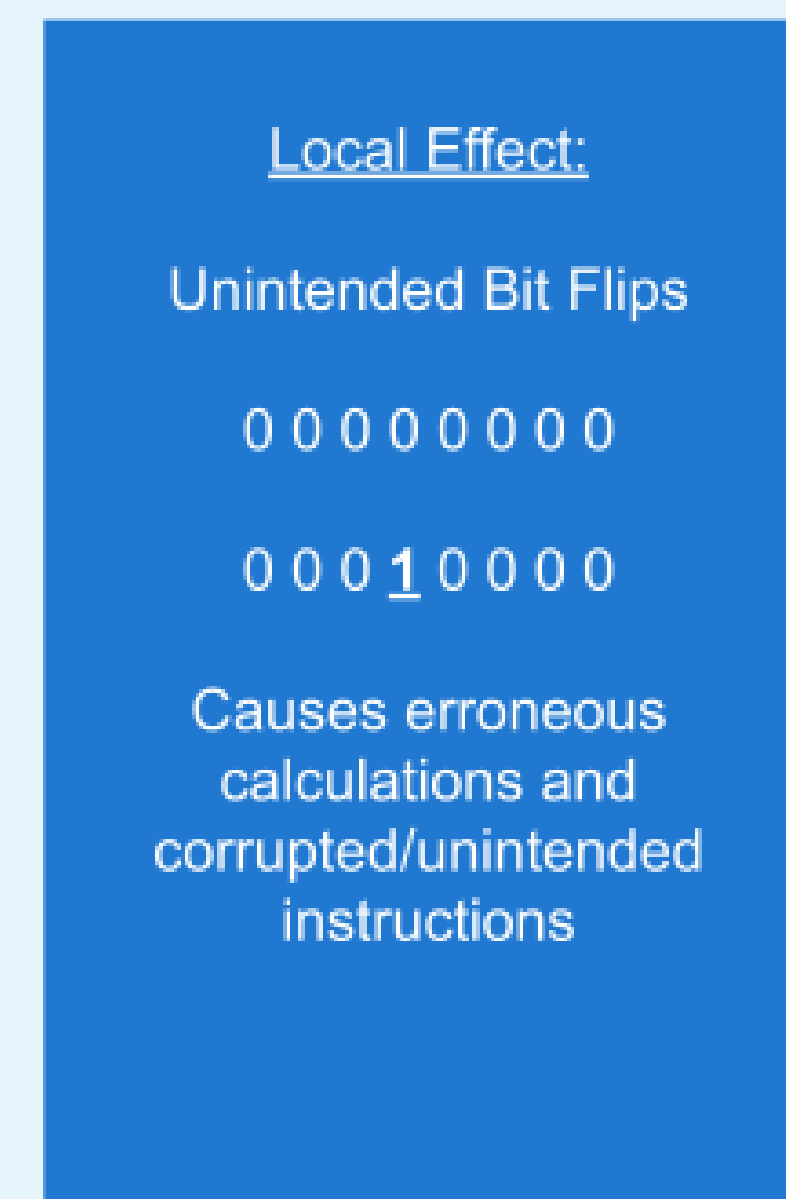 Local Effect:
Unintended Bit Flips
0 0 0 0 0 0 0 0
0 0 0 1 0 0 0 0
Causes erroneous
calculations and
corrupted/unintended
instructions